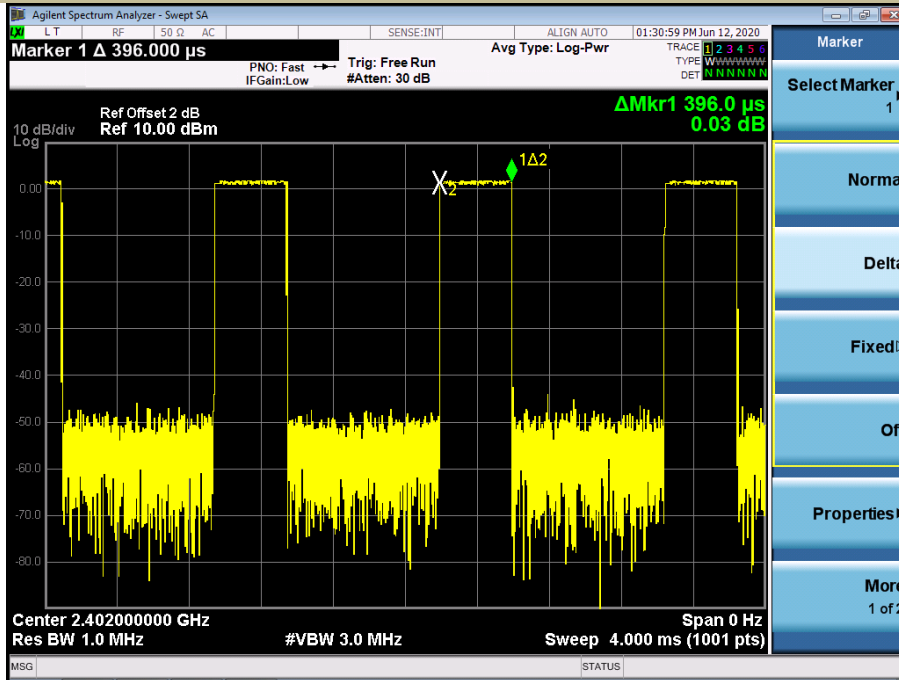 Agilent Spectrum Analyzer - Swept SA
LXI L T RF 50 Ω AC SENSE:INT ALIGN AUTO 01:30:59 PM Jun 12, 2020
Marker 1 Δ 396.000 µs
PNO: Fast
IFGain:Low
Trig: Free Run
#Atten: 30 dB
Avg Type: Log-Pwr
TRACE 1 2 3 4 5 6
TYPE WWWWWW
DET N N N N N N
Ref Offset 2 dB
10 dB/div Ref 10.00 dBm
Log
ΔMkr1 396.0 µs
0.03 dB
0.00
-10.0
-20.0
-30.0
-40.0
-50.0
-60.0
-70.0
-80.0
2
1Δ2
Center 2.402000000 GHz Span 0 Hz
Res BW 1.0 MHz #VBW 3.0 MHz Sweep 4.000 ms (1001 pts)
MSG STATUS
Marker
Select Marker
1
Norma
Delta
Fixed
Of
Properties
More
1 of 2